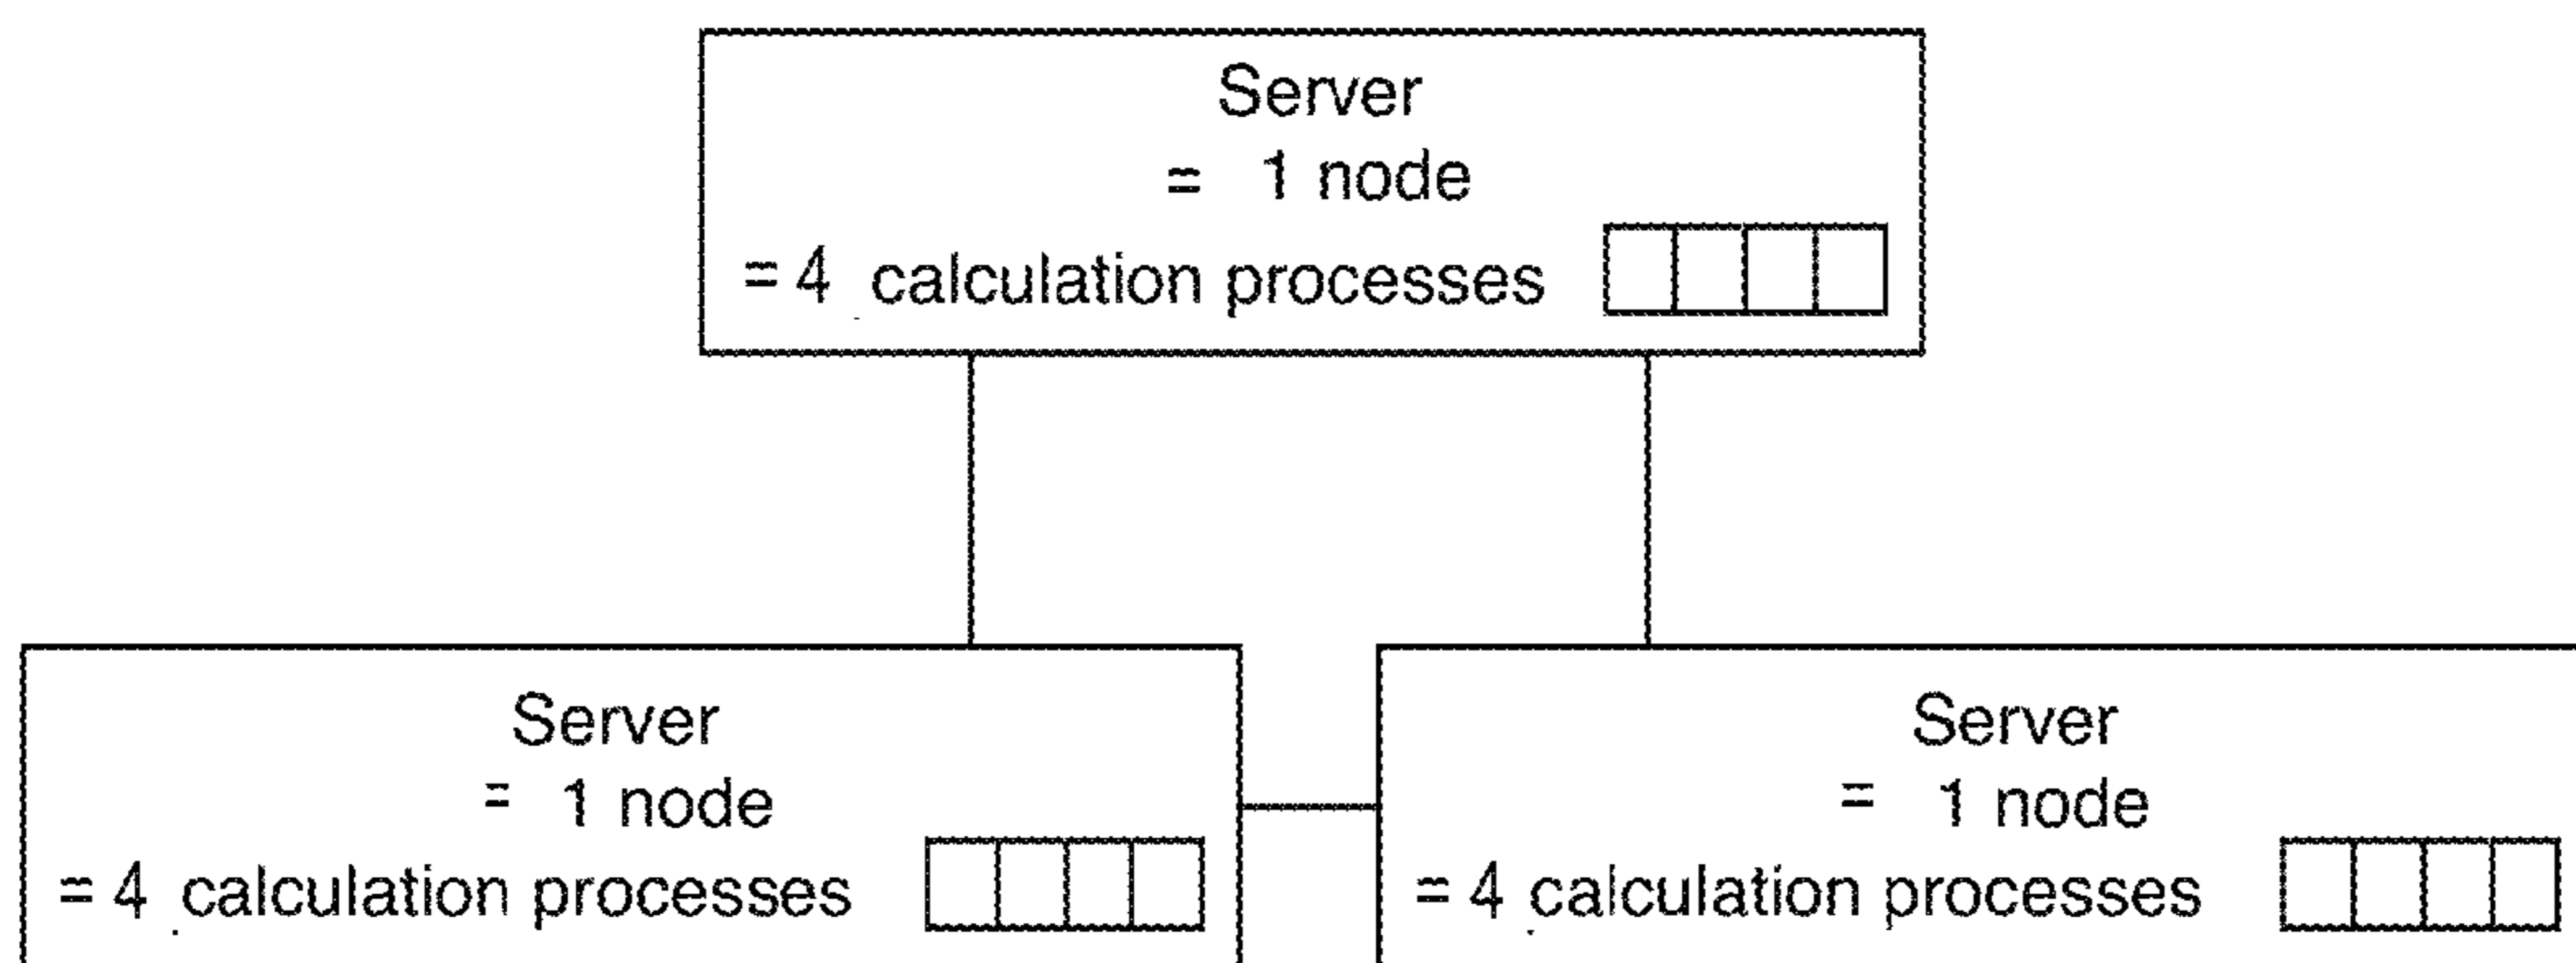 Server
= 1 node
= 4 calculation processes
Server
= 1 node
= 4 calculation processes
Server
= 1 node
= 4 calculation processes